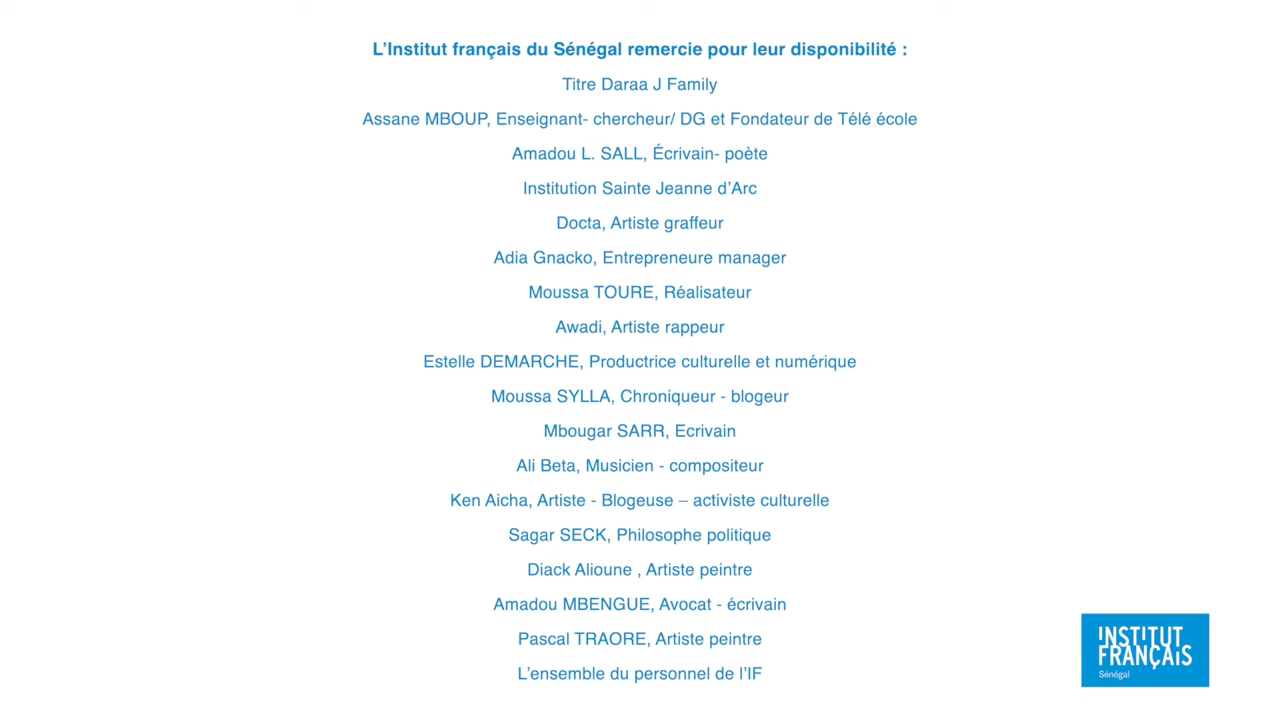 L’Institut français du Sénégal remercie pour leur disponibilité :
Titre Daraa J Family
Assane MBOUP, Enseignant- chercheur/ DG et Fondateur de Télé école
Amadou L. SALL, Écrivain- poète
Institution Sainte Jeanne d’Arc
Docta, Artiste graffeur
Adia Gnacko, Entrepreneure manager
Moussa TOURE, Réalisateur
Awadi, Artiste rappeur
Estelle DEMARCHE, Productrice culturelle et numérique
Moussa SYLLA, Chroniqueur - blogeur
Mbougar SARR, Ecrivain
Ali Beta, Musicien - compositeur
Ken Aicha, Artiste - Blogeuse – activiste culturelle
Sagar SECK, Philosophe politique
Diack Alioune , Artiste peintre
Amadou MBENGUE, Avocat - écrivain
Pascal TRAORE, Artiste peintre
L’ensemble du personnel de l’IF
INSTITUT
FRANÇAIS
Sénégal